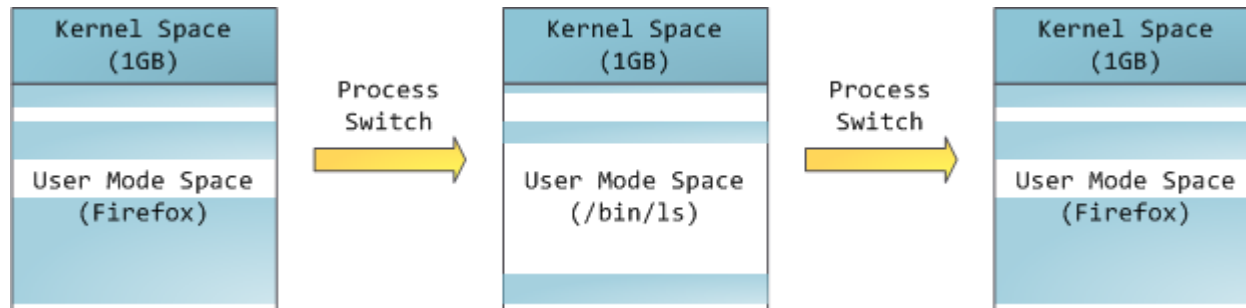 Kernel Space
(1GB)
User Mode Space
(Firefox)
Process
Switch
Kernel Space
(1GB)
User Mode Space
(/bin/ls)
Process
Switch
Kernel Space
(1GB)
User Mode Space
(Firefox)